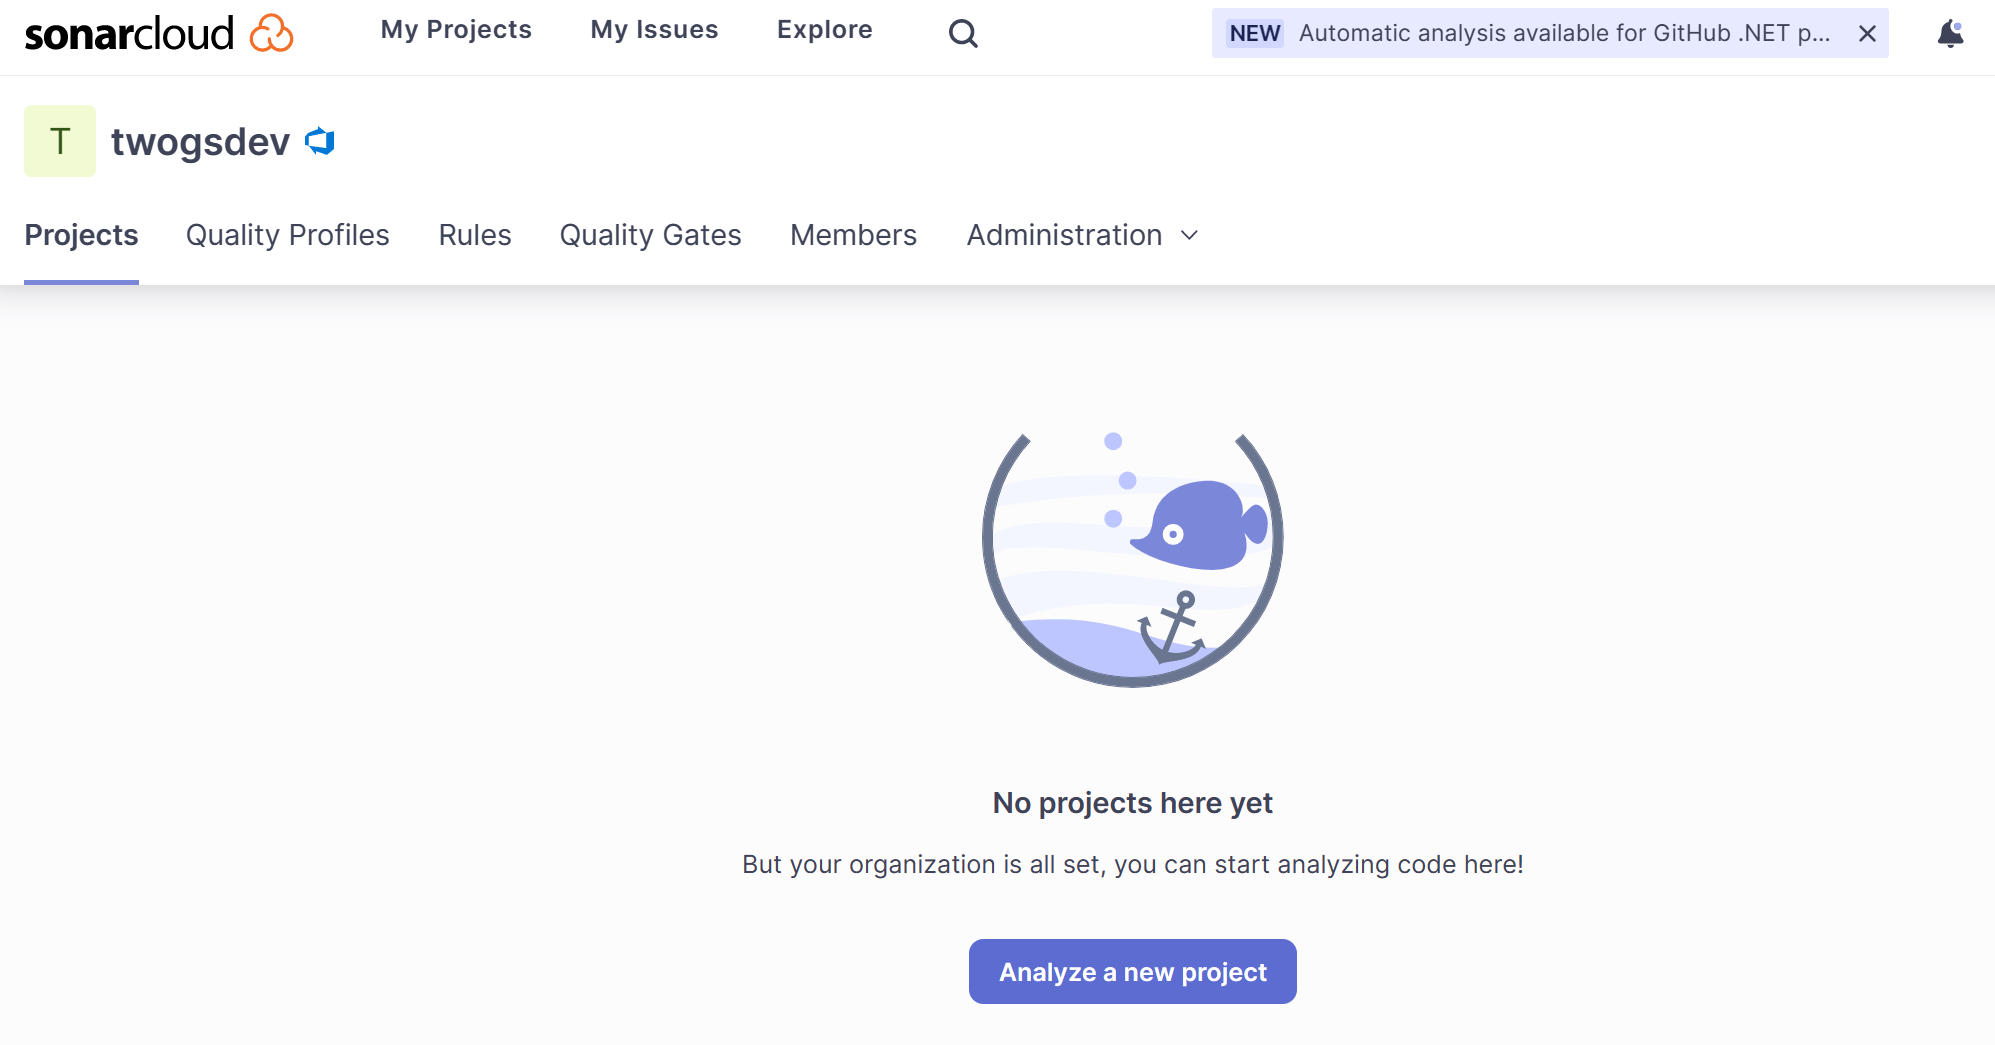 sonarcloud My Projects My Issues Explore NEW Automatic analysis available for GitHub .NET p...
T twogsdev
Projects Quality Profiles Rules Quality Gates Members Administration
No projects here yet
But your organization is all set, you can start analyzing code here!
Analyze a new project